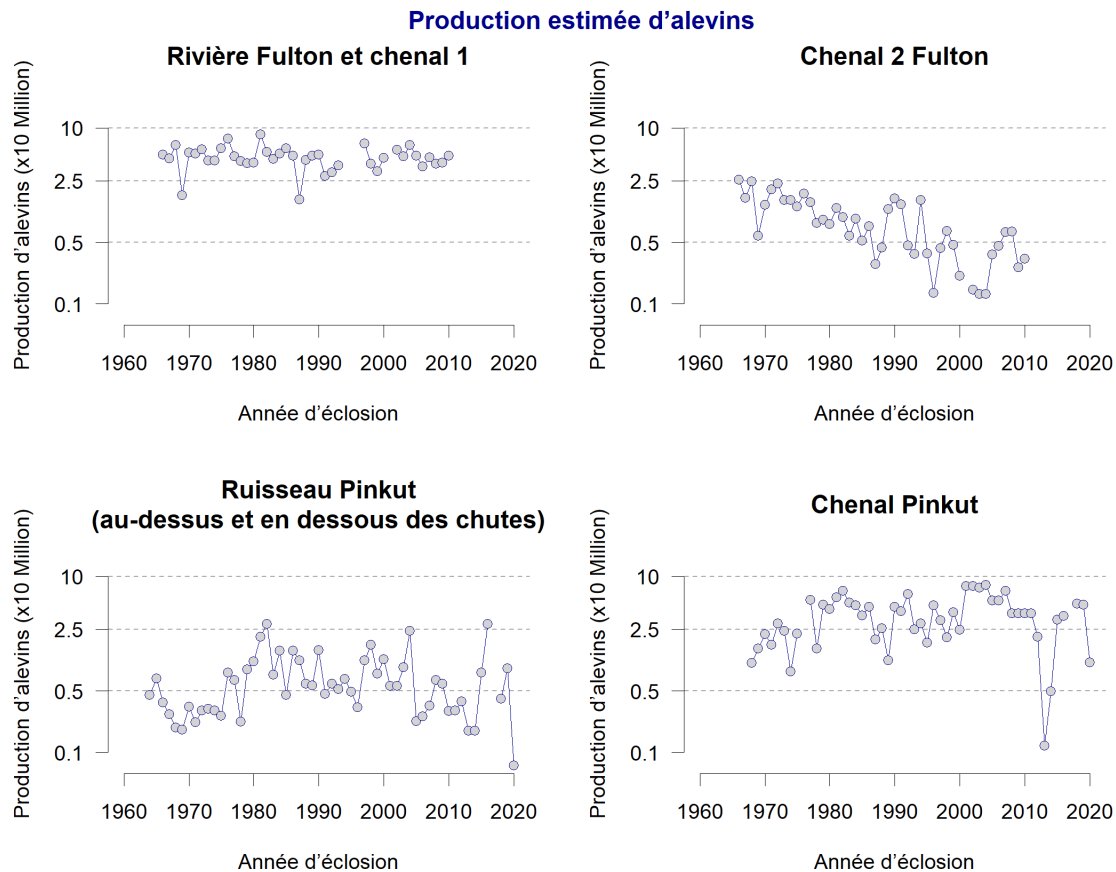 Production estimée d’alevins
Rivière Fulton et chenal 1
Production d’alevins (x10 Million)
10
2.5
0.5
0.1
1960 1970 1980 1990 2000 2010 2020
Année d’éclosion
Chenal 2 Fulton
Production d’alevins (x10 Million)
10
2.5
0.5
0.1
1960 1970 1980 1990 2000 2010 2020
Année d’éclosion
Ruisseau Pinkut
(au-dessus et en dessous des chutes)
Production d’alevins (x10 Million)
10
2.5
0.5
0.1
1960 1970 1980 1990 2000 2010 2020
Année d’éclosion
Chenal Pinkut
Production d’alevins (x10 Million)
10
2.5
0.5
0.1
1960 1970 1980 1990 2000 2010 2020
Année d’éclosion